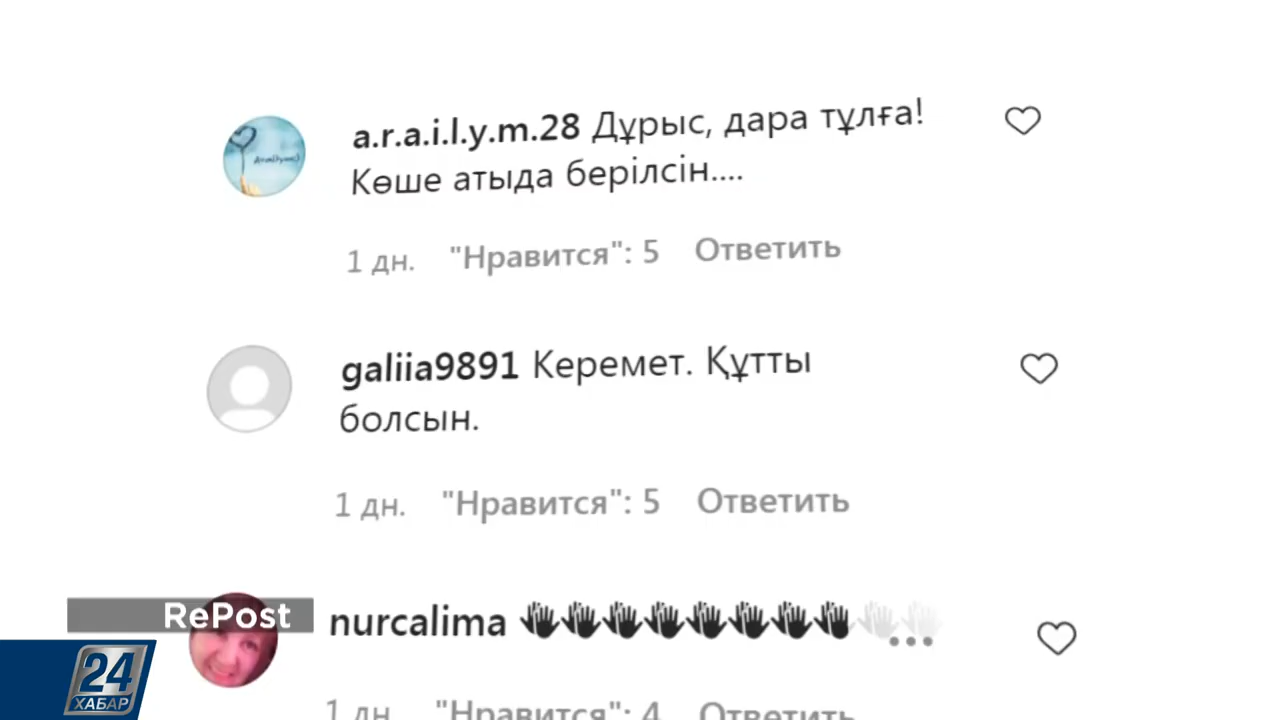 a.r.a.i.l.y.m.28 Дұрыс, дара тұлға!
Көше атыда берілсін....
1 дн. "Нравится": 5 Ответить
galiia9891 Керемет. Құтты
болсын.
1 дн. "Нравится": 5 Ответить
RePost
nurcalima
1 дн. "Нравится": 4 Ответить
24
ХАБАР